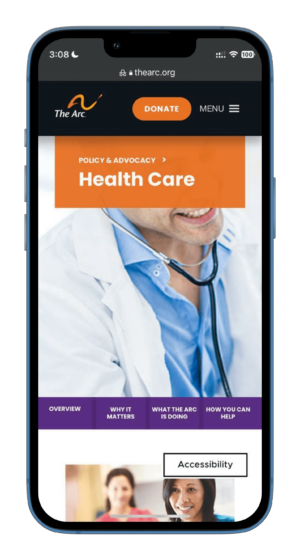 3:08
100
thearc.org
The Arc
DONATE
MENU
POLICY & ADVOCACY >
Health Care
OVERVIEW
WHY IT
MATTERS
WHAT THE ARC
IS DOING
HOW YOU CAN
HELP
Accessibility